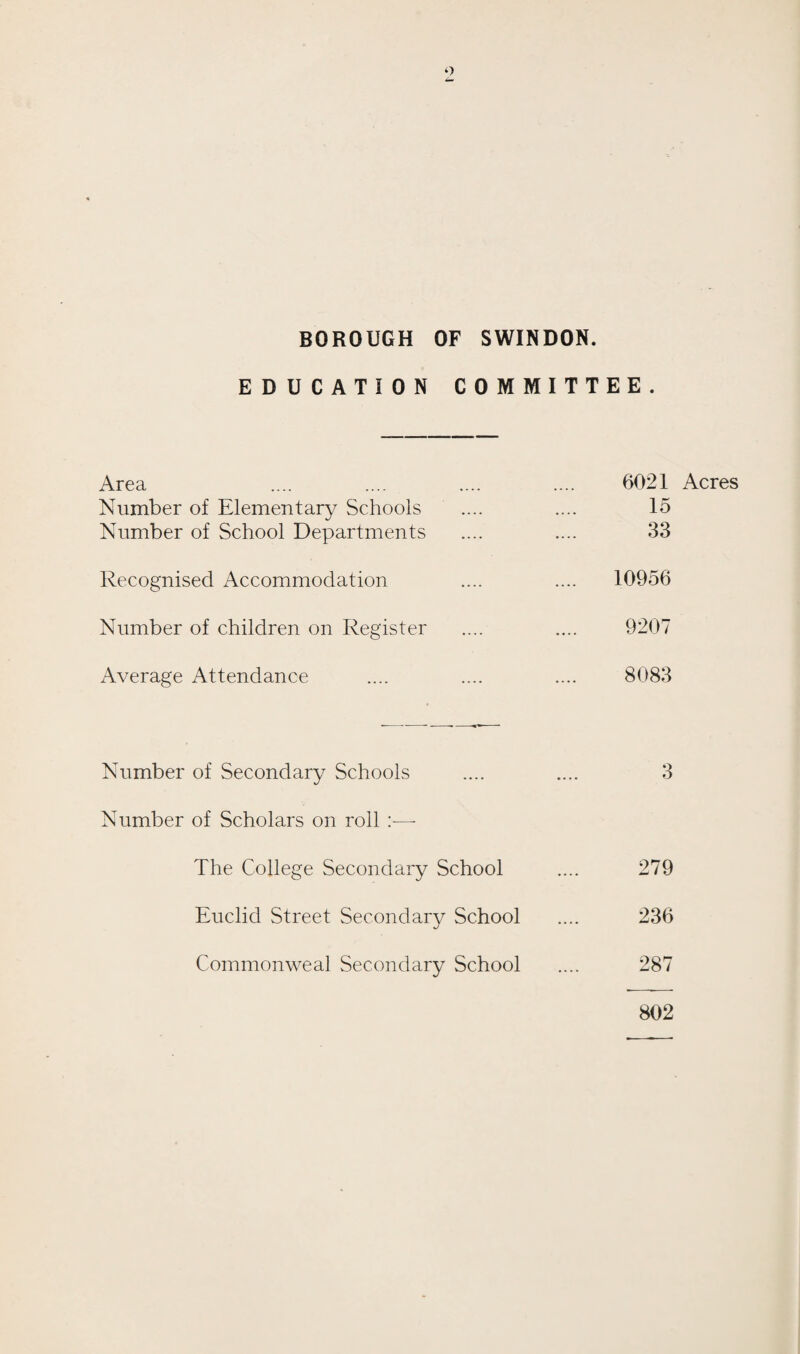 2
BOROUGH OF SWINDON.
EDUCATION COMMITTEE.
Area .... .... .... .... 6021 Acres
Number of Elementary Schools .... .... 15
Number of School Departments .... .... 33
Recognised Accommodation .... .... 10956
Number of children on Register .... .... 9207
Average Attendance .... .... .... 8083
Number of Secondary Schools .... .... 3
Number of Scholars on roll :—
The College Secondary School .... 279
Euclid Street Secondary School .... 236
Commonweal Secondary School .... 287
802